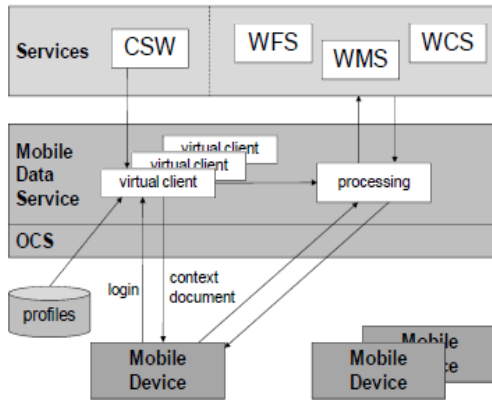 Services
CSW
WFS
WMS
WCS
Mobile
Data
Service
virtual client
virtual client
virtual client
processing
OCS
login
context
document
profiles
Mobile
Device
Mobile
Device
Mobile